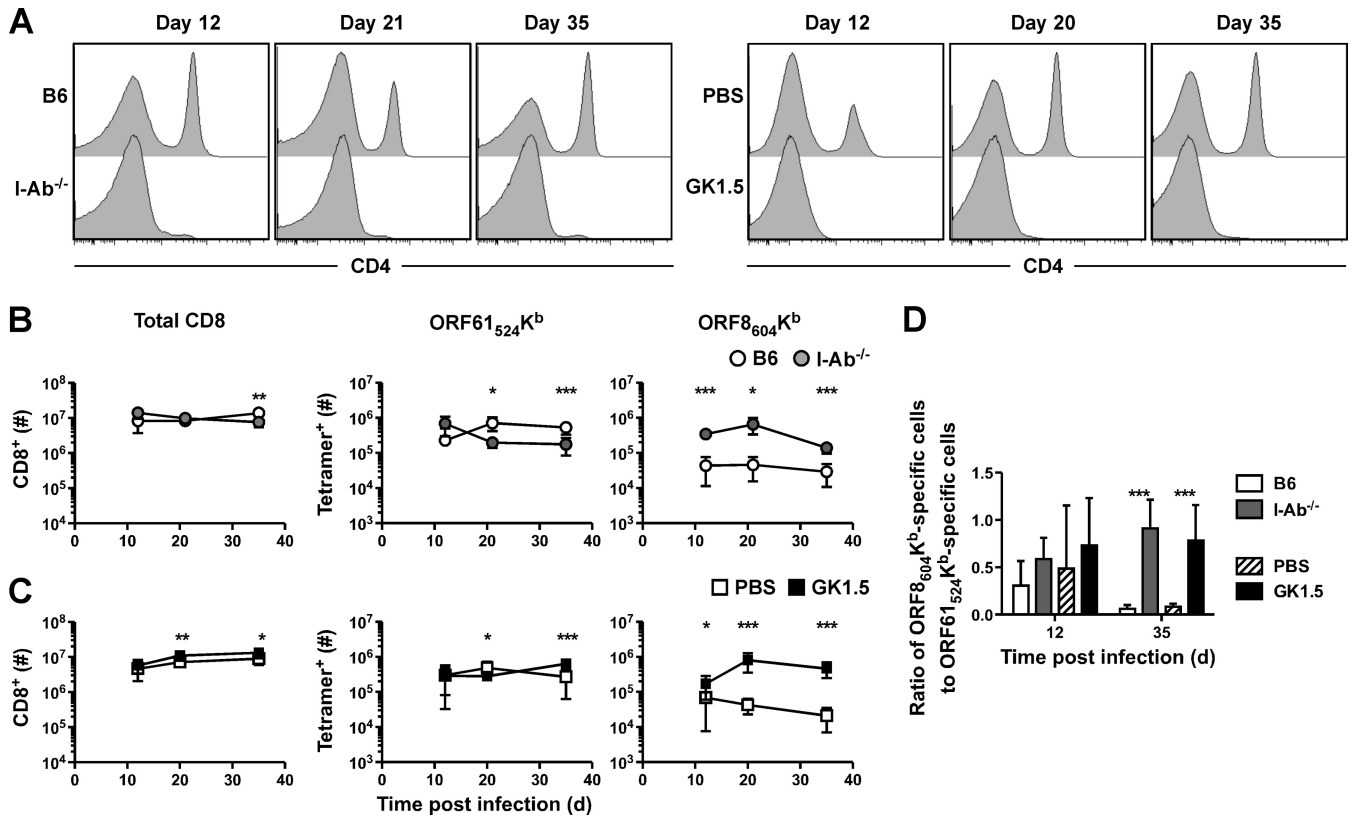 A
Day 12 Day 21 Day 35
B6
I-Ab-/-
CD4
Day 12 Day 20 Day 35
PBS
GK1.5
CD4
B
Total CD8
ORF61524Kb
ORF8604Kb
B6 I-Ab-/-
CD8+ (#)
108
107
106
105
104
0 10 20 30 40
**
Tetramer+ (#)
107
106
105
104
103
0 10 20 30 40
* ***
107
106
105
104
103
0 10 20 30 40
*** * ***
C
PBS GK1.5
CD8+ (#)
108
107
106
105
104
0 10 20 30 40
** *
Tetramer+ (#)
107
106
105
104
103
0 10 20 30 40
* ***
107
106
105
104
103
0 10 20 30 40
* *** ***
Time post infection (d)
D
Ratio of ORF8604Kb-specific cells
to ORF61524Kb-specific cells
1.5
1.0
0.5
0.0
*** ***
12 35
Time post infection (d)
B6
I-Ab-/-
PBS
GK1.5